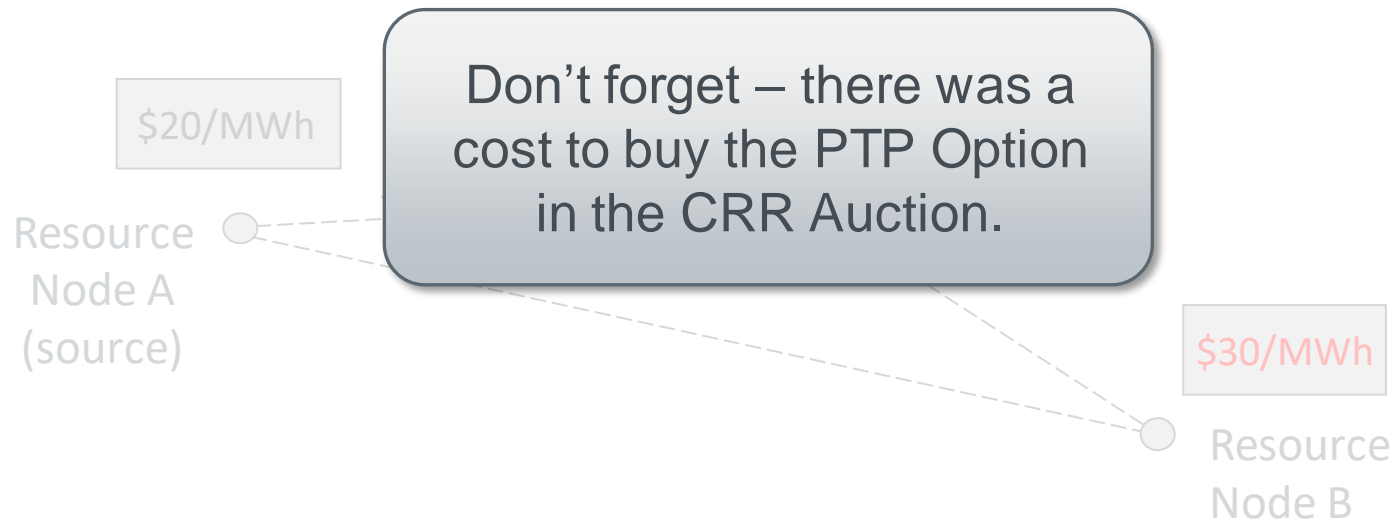 Don’t forget – there was a
cost to buy the PTP Option
in the CRR Auction.
$20/MWh
Resource
Node A
(source)
$30/MWh
Resource
Node B